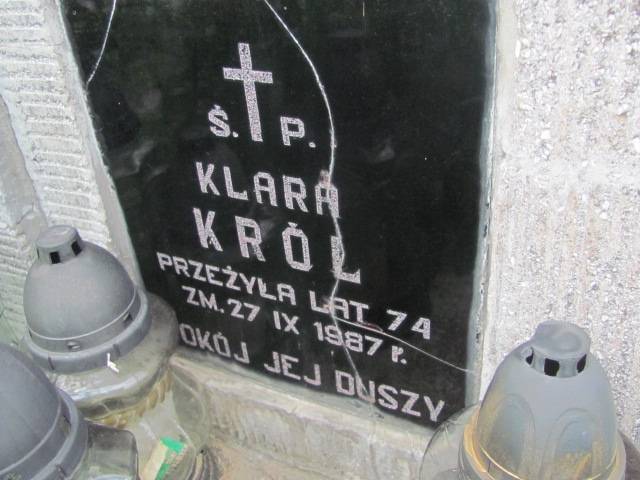 Ś. P.
KLARA
KRÓL
PRZEŻYŁA LAT 74
ZM. 27 IX 1987 r.
OKÓJ JEJ DUSZY